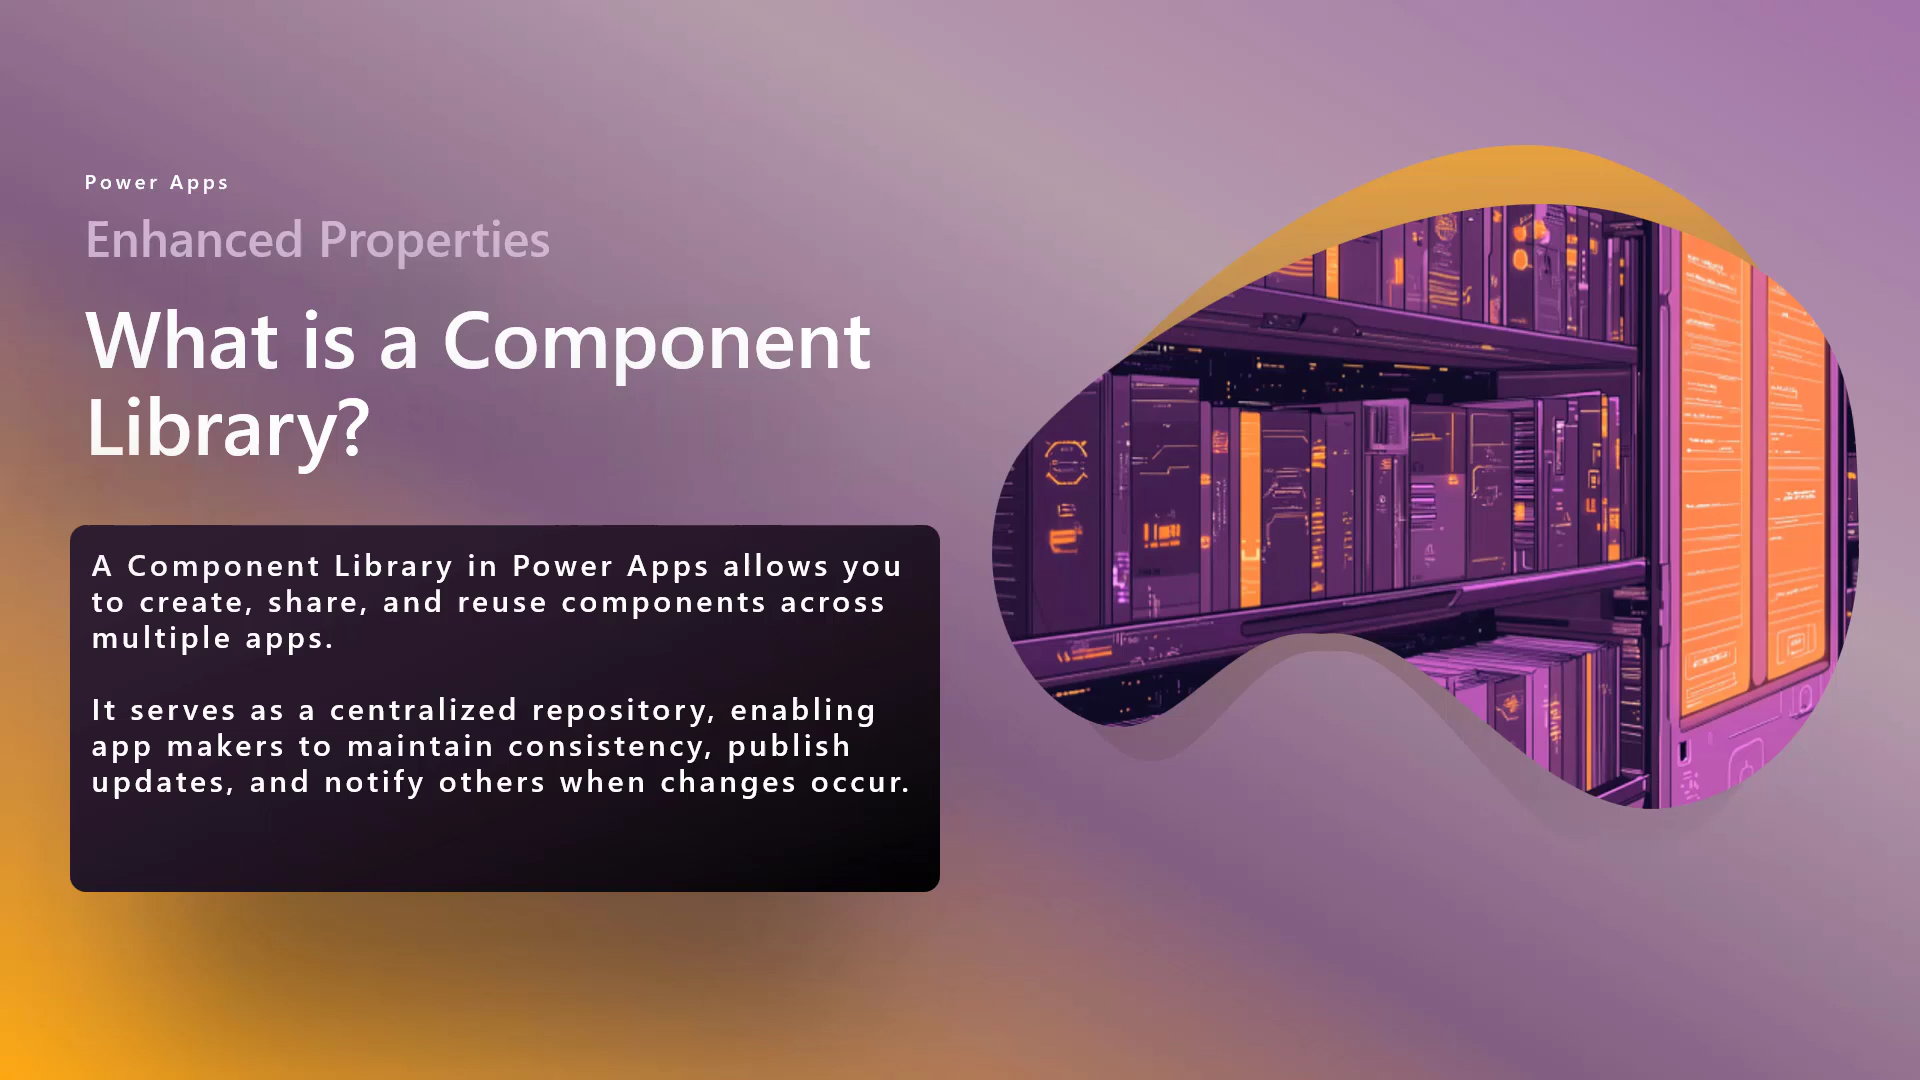 Power Apps
Enhanced Properties
What is a Component
Library?
A Component Library in Power Apps allows you
to create, share, and reuse components across
multiple apps.
It serves as a centralized repository, enabling
app makers to maintain consistency, publish
updates, and notify others when changes occur.